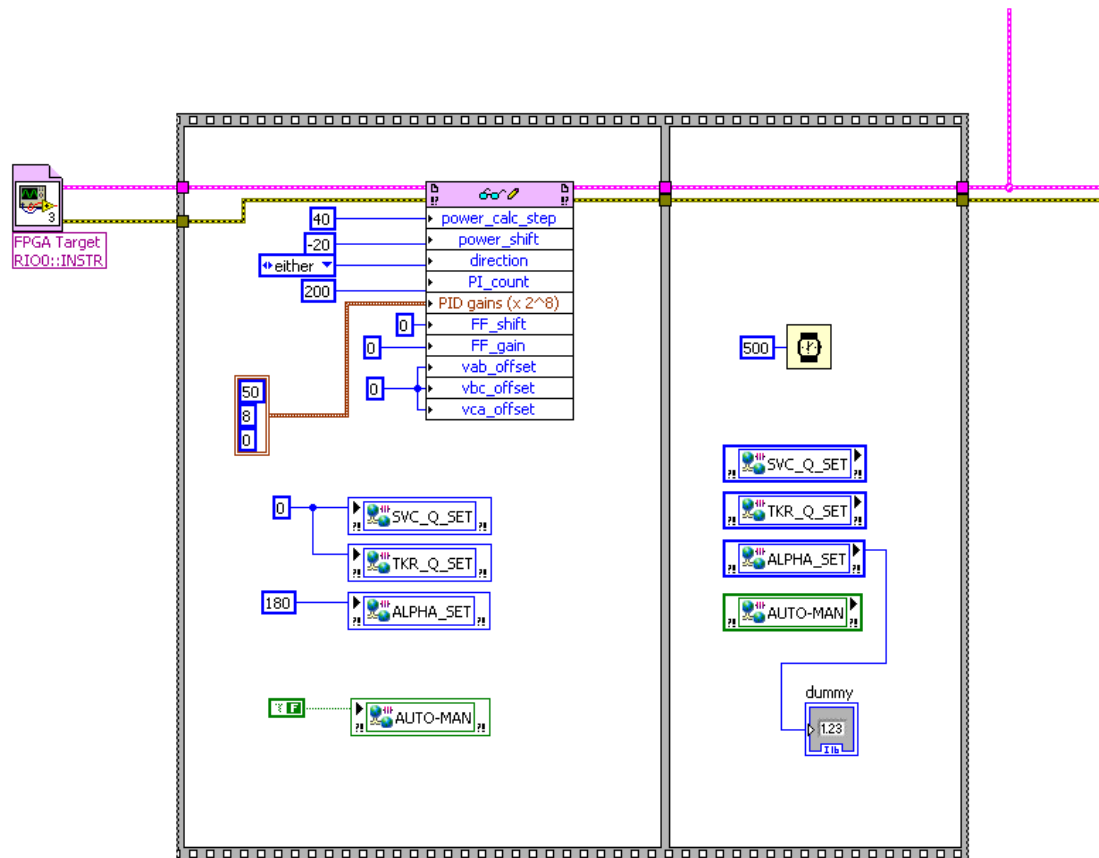 3
FPGA Target
RIO0::INSTR
40
power_calc_step
-20
power_shift
either
direction
200
PI_count
PID gains (x 2^8)
0
FF_shift
0
FF_gain
vab_offset
0
vbc_offset
vca_offset
50
8
0
0
SVC_Q_SET
TKR_Q_SET
180
ALPHA_SET
F
AUTO-MAN
500
SVC_Q_SET
TKR_Q_SET
ALPHA_SET
AUTO-MAN
dummy
1.23